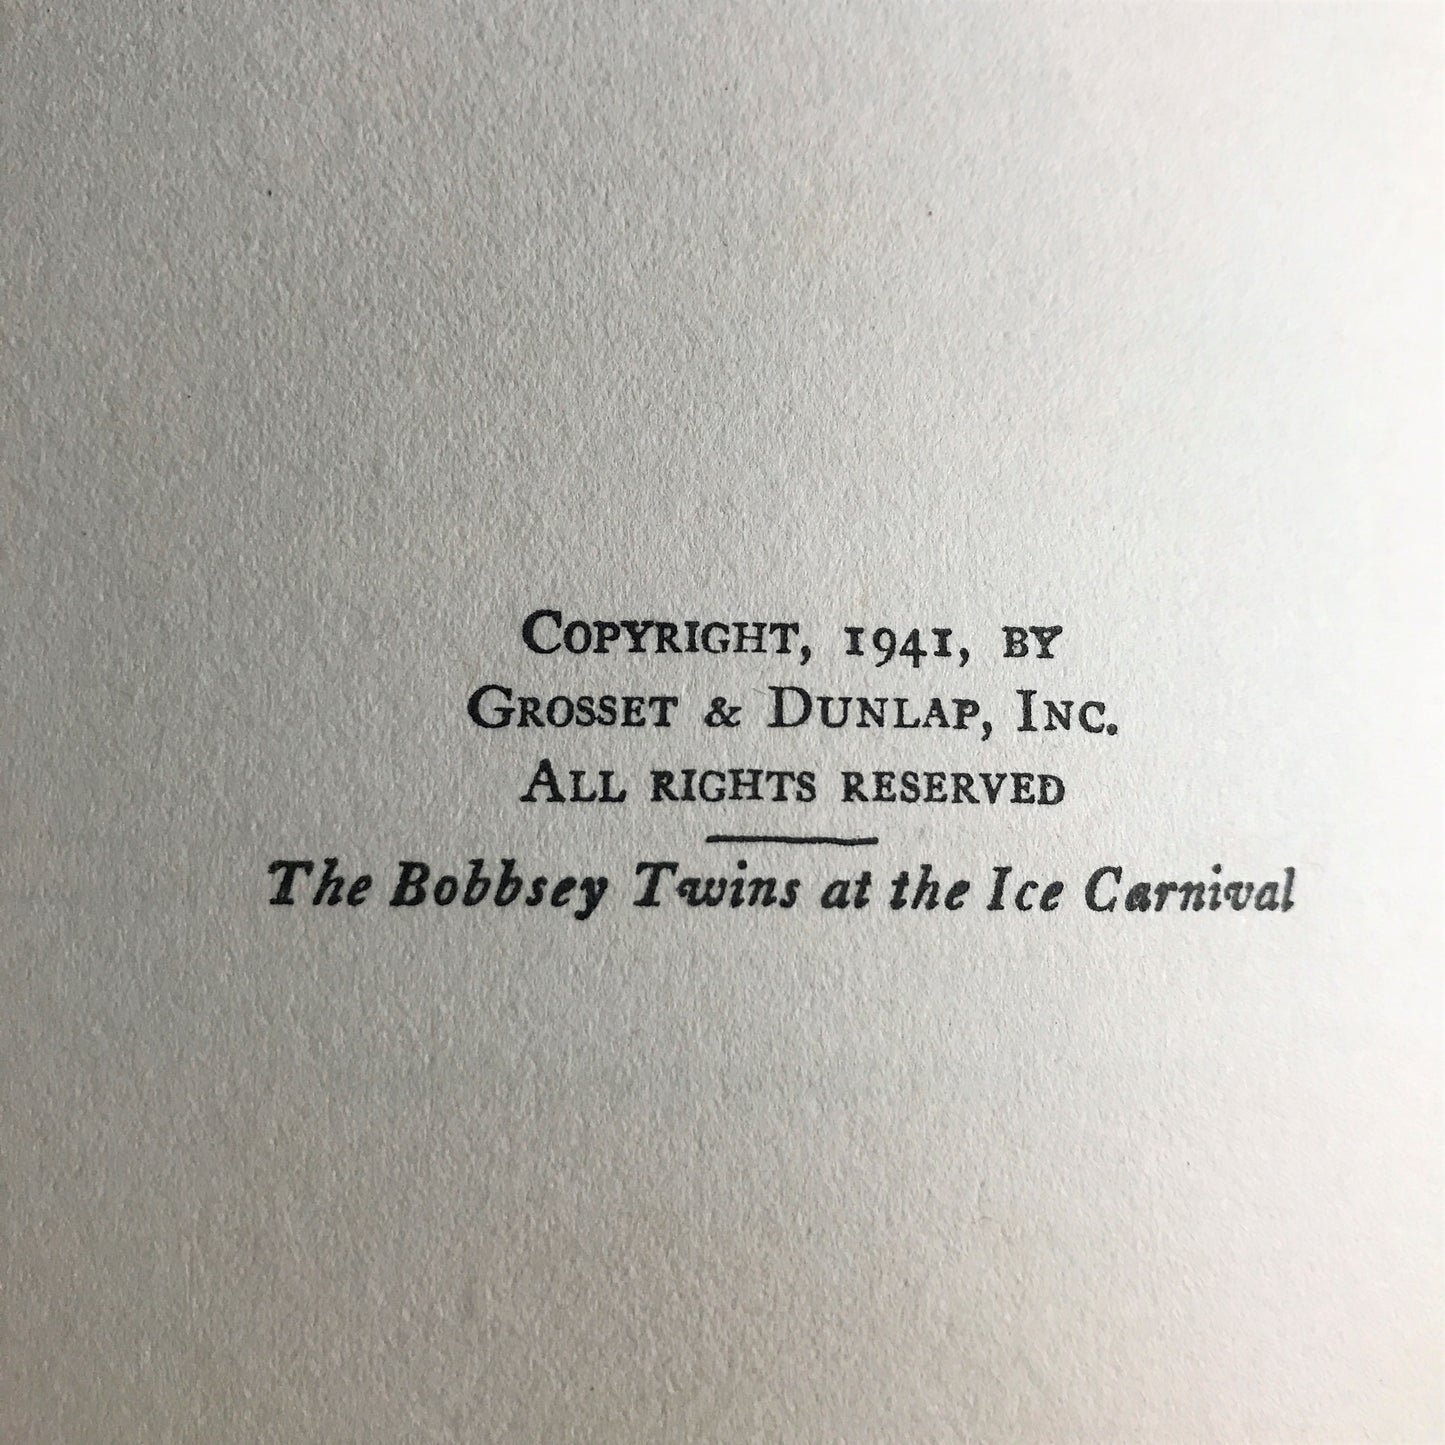 Copyright, 1941, by
Grosset & Dunlap, Inc.
All rights reserved
The Bobbsey Twins at the Ice Carnival